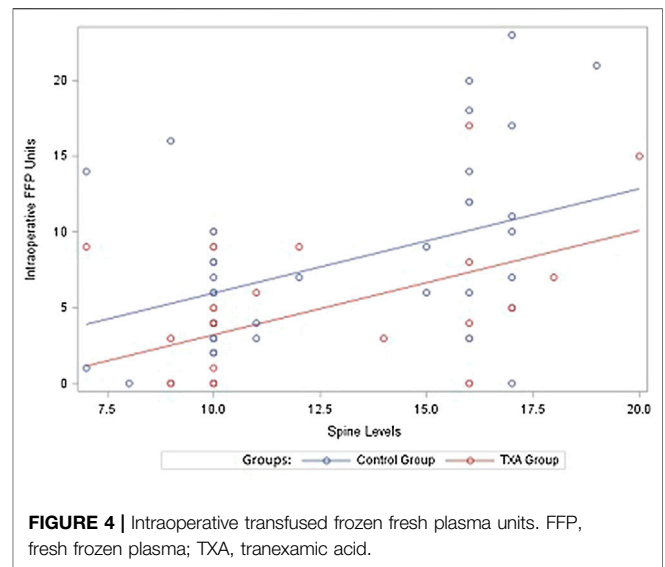 20
15
10
5
0
Intraoperative FFP Units
7.5 10.0 12.5 15.0 17.5 20.0
Spine Levels
Groups: Control Group TXA Group
FIGURE 4 | Intraoperative transfused frozen fresh plasma units. FFP,
fresh frozen plasma; TXA, tranexamic acid.